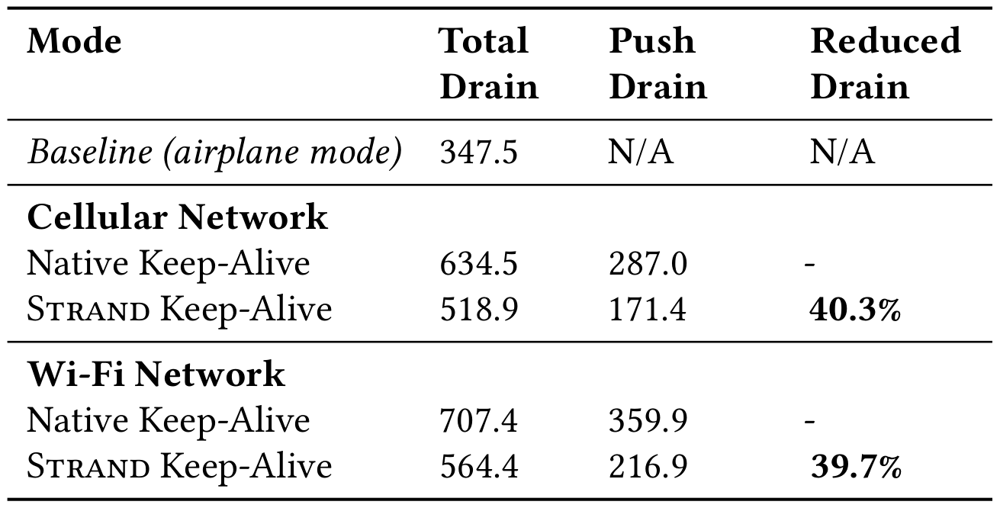 Mode Total Drain Push Drain Reduced Drain
Baseline (airplane mode) 347.5 N/A N/A
Cellular Network
Native Keep-Alive 634.5 287.0 -
STRAND Keep-Alive 518.9 171.4 40.3%
Wi-Fi Network
Native Keep-Alive 707.4 359.9 -
STRAND Keep-Alive 564.4 216.9 39.7%